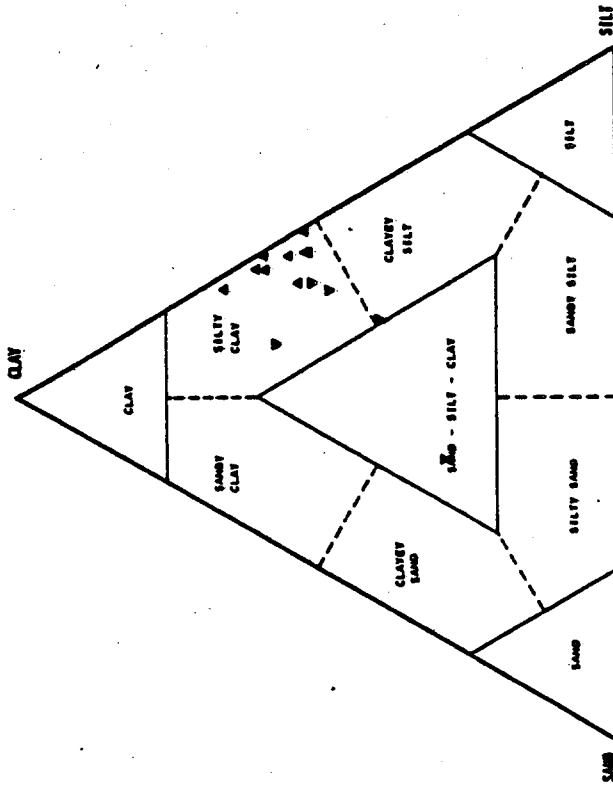 CLAY
CLAY
SANDY
CLAY
SILTY
CLAY
CLAYEY
SAND
SAND - SILT - CLAY
CLAYEY
SILT
SAND
SILTY SAND
SANDY SILT
SILT
SAND
SILT